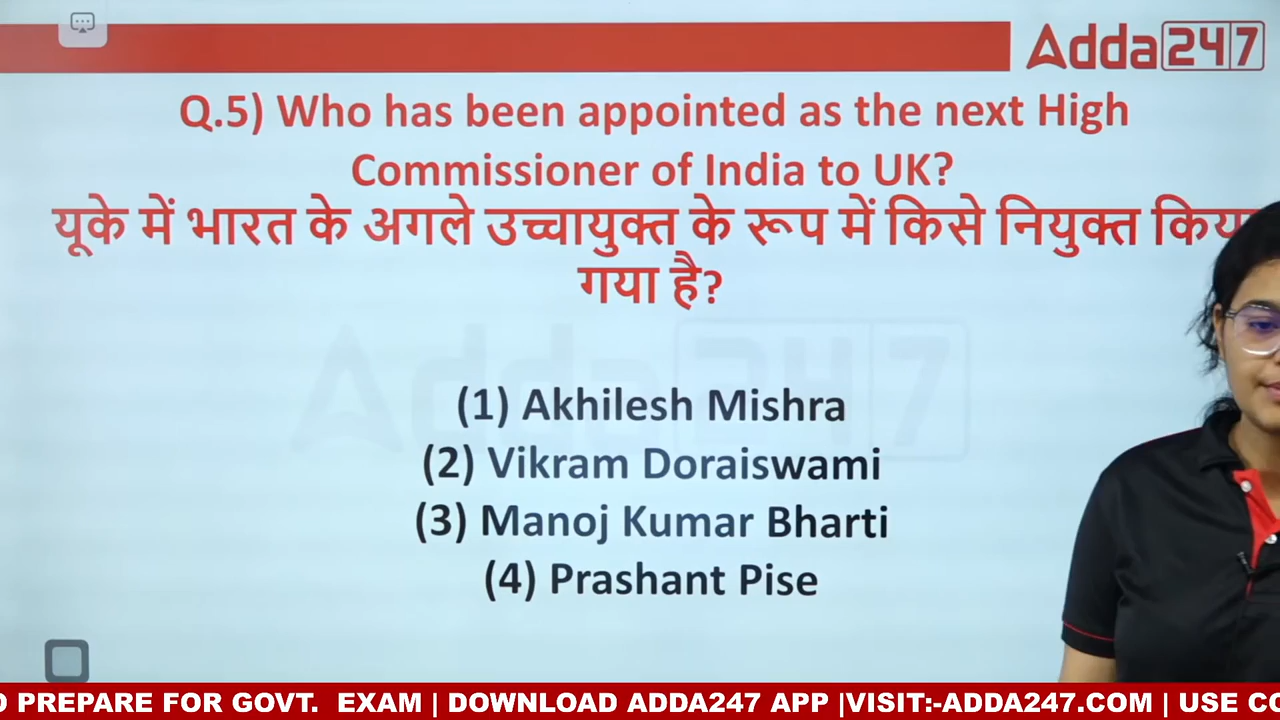 Adda247
Q.5) Who has been appointed as the next High
Commissioner of India to UK?
यूके में भारत के अगले उच्चायुक्त के रूप में किसे नियुक्त
गया है?
Adda247
(1) Akhilesh Mishra
(2) Vikram Doraiswami
(3) Manoj Kumar Bharti
(4) Prashant Pise
PREPARE FOR GOVT. EXAM | DOWNLOAD ADDA247 APP |VISIT:-ADDA247.COM | USE